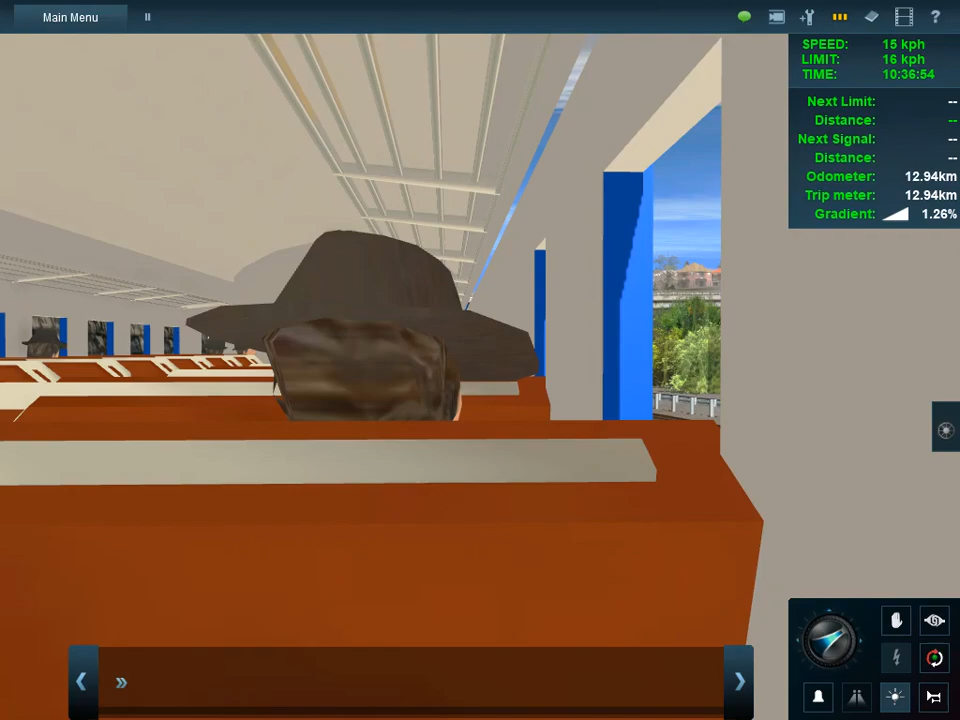 Main Menu
?
SPEED: 15 kph
LIMIT: 16 kph
TIME: 10:36:54
Next Limit: --
Distance: --
Next Signal: --
Distance: --
Odometer: 12.94km
Trip meter: 12.94km
Gradient: 1.26%
»